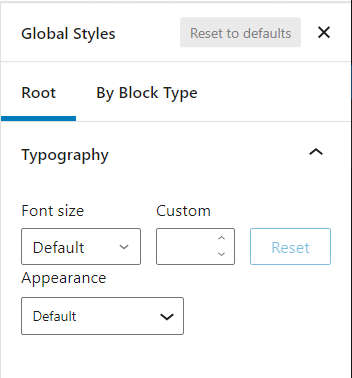 Global Styles Reset to defaults
Root By Block Type
Typography
Font size Custom
Default Reset
Appearance
Default